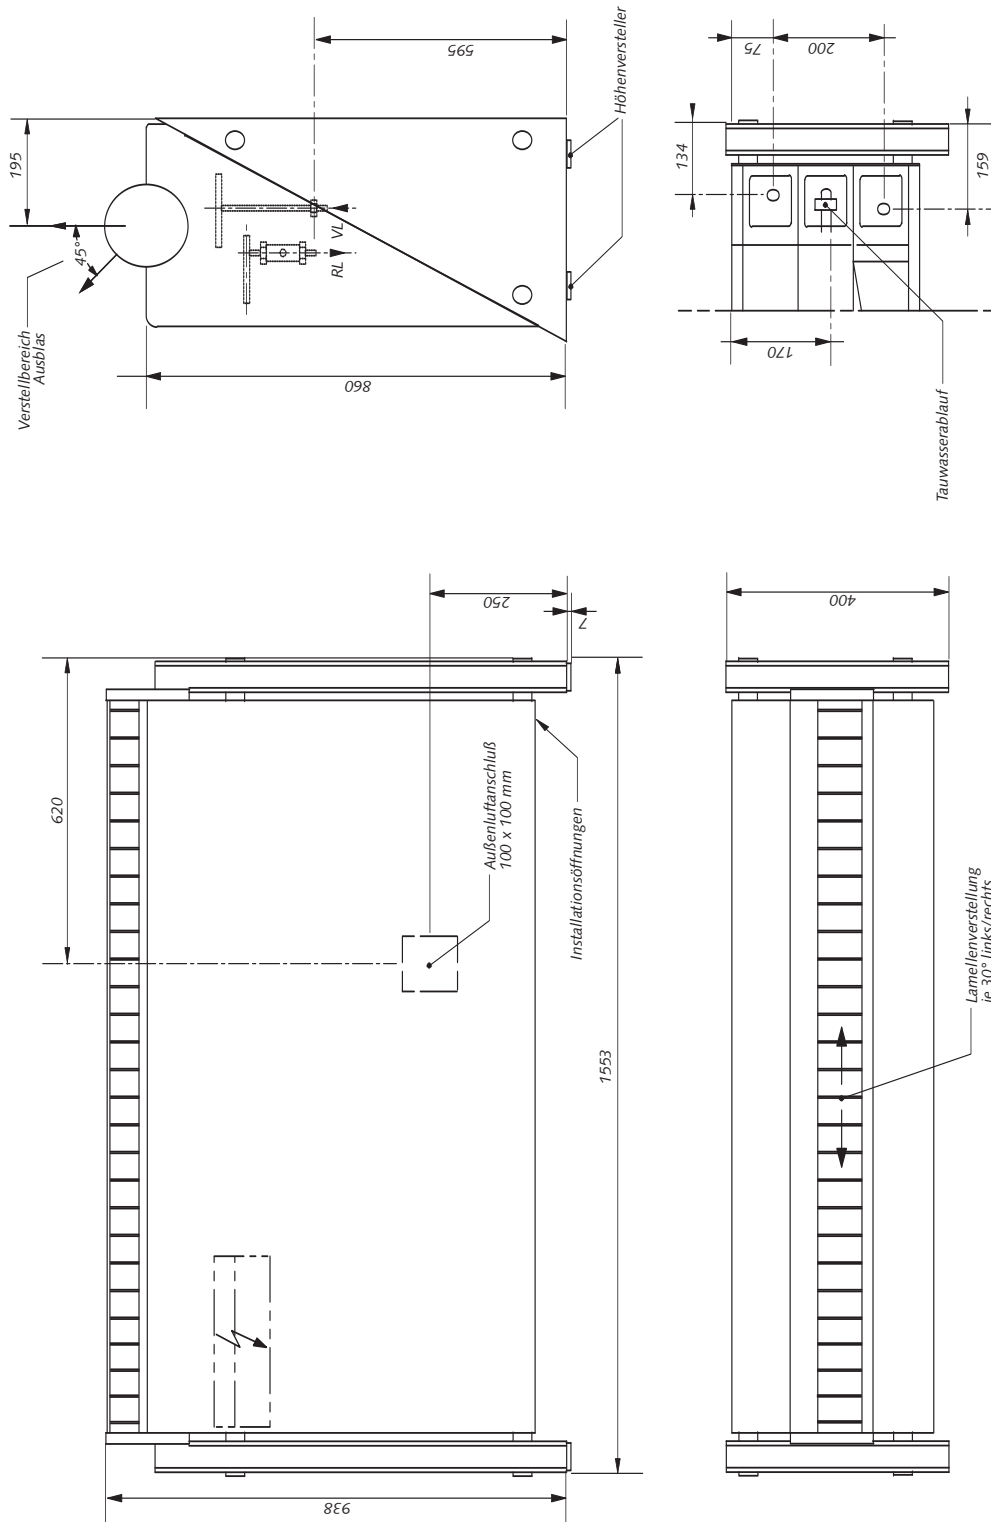 Verstellbereich
Ausblas
45°
195
595
860
RL
VL
Höhenversteller
75
200
134
159
170
Tauwasserablauf
620
250
7
Außenluftanschluß
100 x 100 mm
Installationsöffnungen
1553
938
400
Lamellenverstellung
je 30° links/rechts